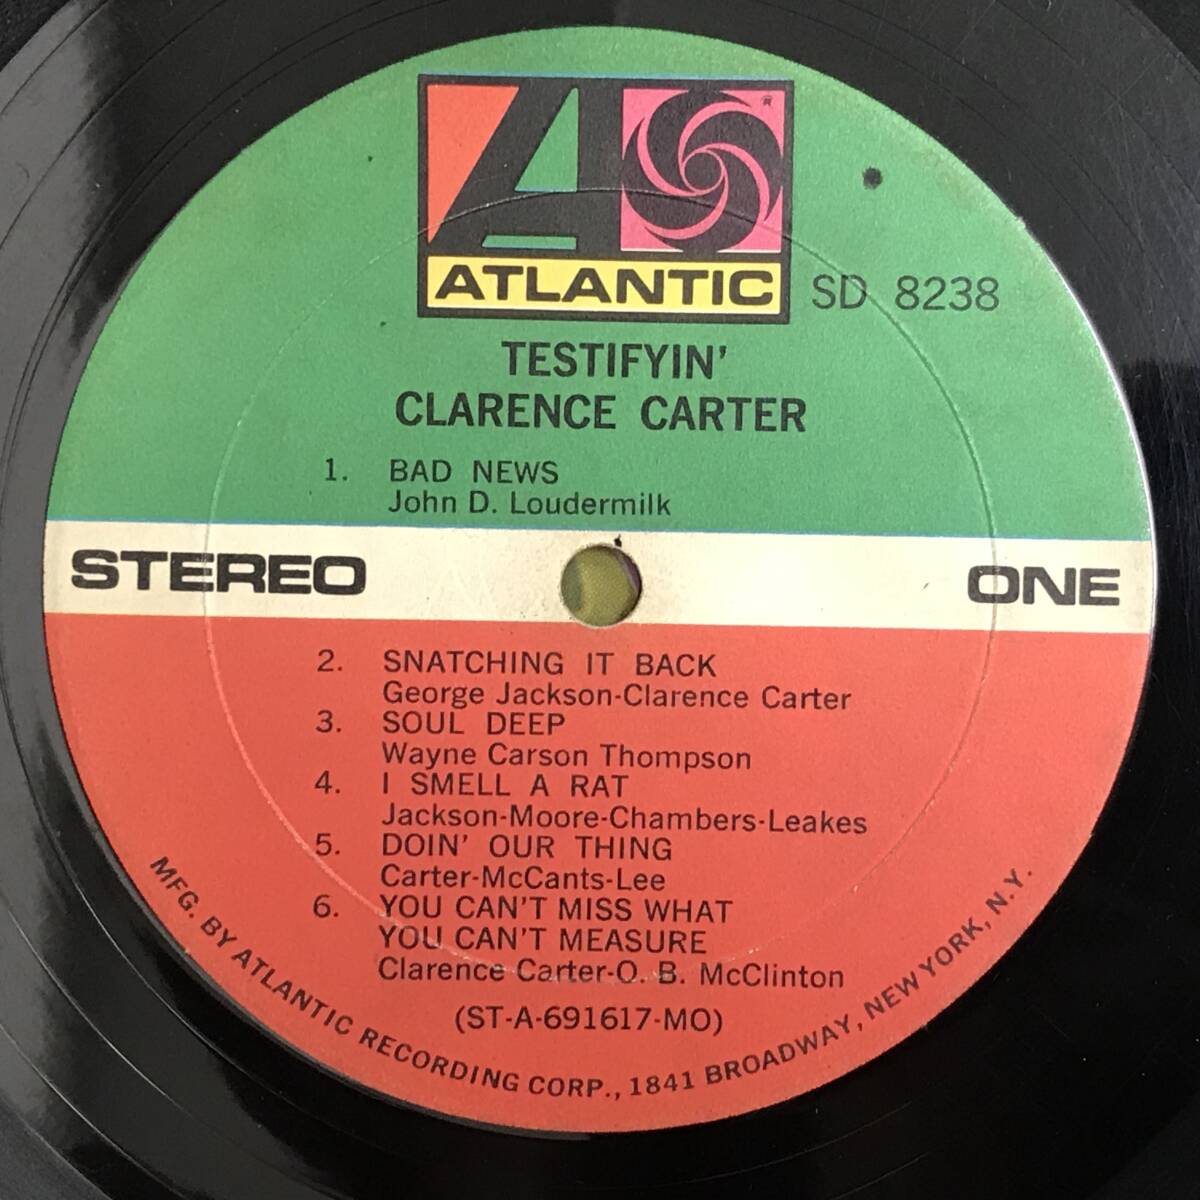 ATLANTIC
®
SD 8238
TESTIFYIN'
CLARENCE CARTER
1. BAD NEWS
John D. Loudermilk
STEREO
ONE
2. SNATCHING IT BACK
George Jackson-Clarence Carter
3. SOUL DEEP
Wayne Carson Thompson
4. I SMELL A RAT
Jackson-Moore-Chambers-Leakes
5. DOIN' OUR THING
Carter-McCants-Lee
6. YOU CAN'T MISS WHAT
YOU CAN'T MEASURE
Clarence Carter-O. B. McClinton
(ST-A-691617-MO)
MFG. BY ATLANTIC RECORDING CORP., 1841 BROADWAY, NEW YORK, N.Y.